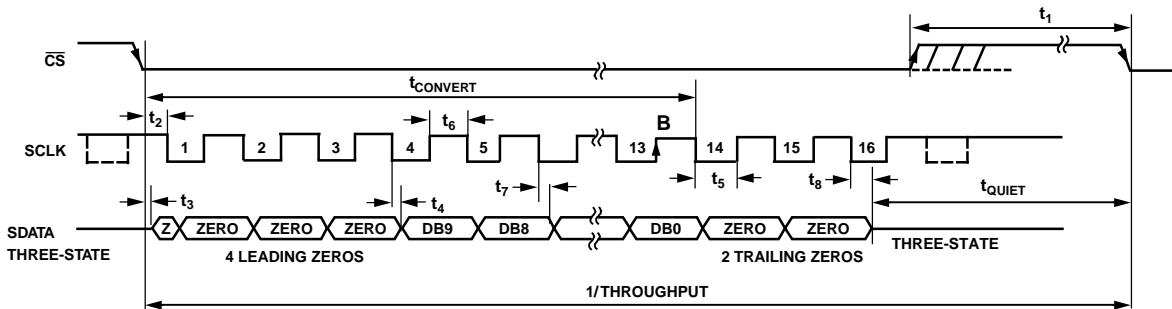 t1
CS
tCONVERT
t2
t6
B
SCLK
1 2 3 4 5 13 14 15 16
t7 t5 t8
tQUIET
t3 t4
SDATA Z ZERO ZERO ZERO DB9 DB8 DB0 ZERO ZERO
THREE-STATE 4 LEADING ZEROS 2 TRAILING ZEROS THREE-STATE
1/THROUGHPUT